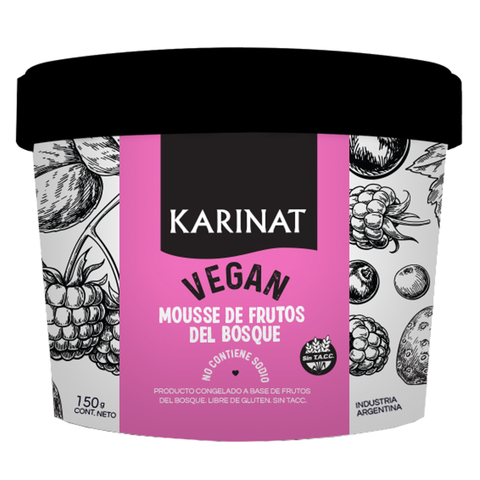 KARINAT
VEGAN
MOUSSE DE FRUTOS
DEL BOSQUE
NO CONTIENE SODIO
Sin T.A.C.C.
PRODUCTO CONGELADO A BASE DE FRUTOS
DEL BOSQUE. LIBRE DE GLUTEN. SIN TACC.
150g
CONT. NETO
INDUSTRIA
ARGENTINA